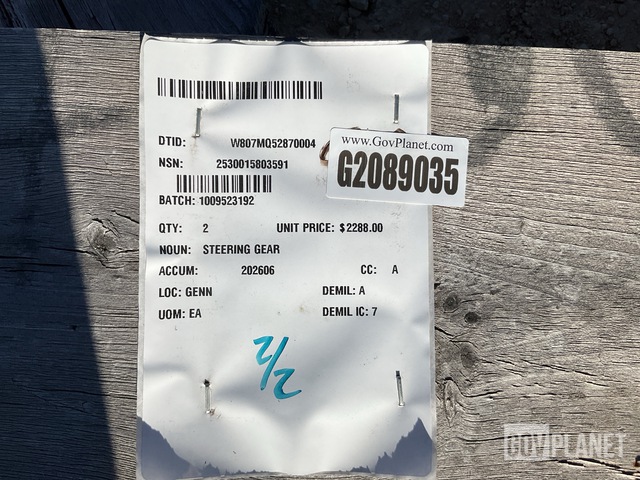 DTID: W807MQ52870004
NSN: 2530015803591
www.GovPlanet.com
G2089035
BATCH: 1009523192
QTY: 2 UNIT PRICE: $2288.00
NOUN: STEERING GEAR
ACCUM: 202606 CC: A
LOC: GENN DEMIL: A
UOM: EA DEMIL IC: 7
2/2
GOVPLANET